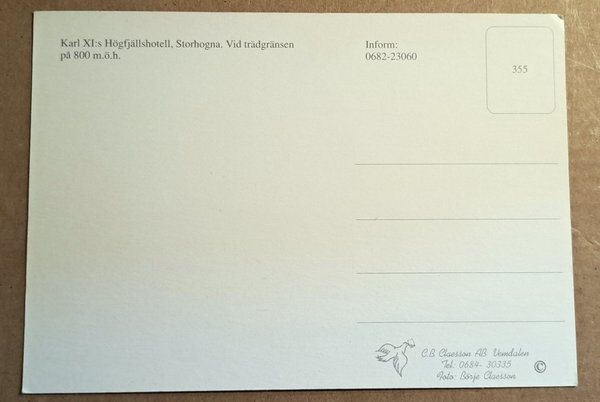 Karl XI:s Högfjällshotell, Storhogna. Vid trädgränsen
på 800 m.ö.h.
Inform:
0682-23060
355
C.B. Claesson AB Vemdalen
Tel. 0684- 30335
Foto: Börje Claesson
©